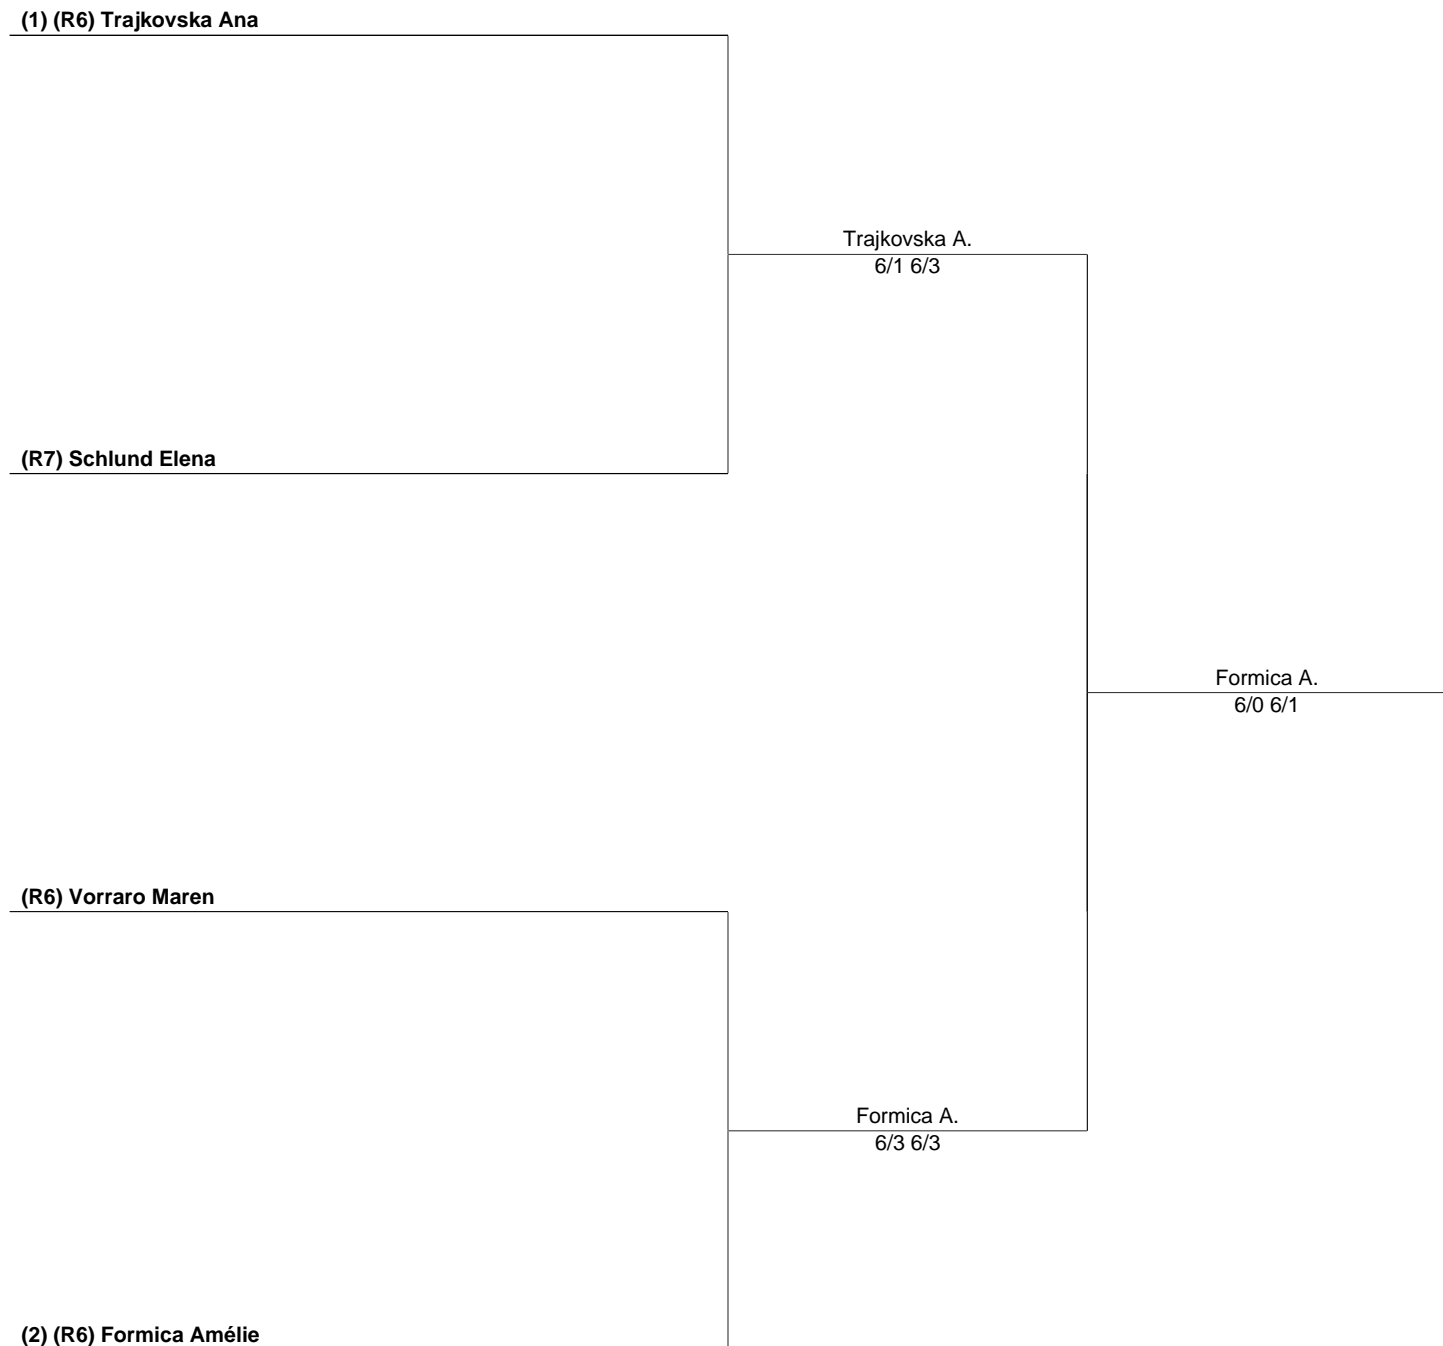 (1) (R6) Trajkovska Ana
Trajkovska A.
6/1 6/3
(R7) Schlund Elena
Formica A.
6/0 6/1
(R6) Vorraro Maren
Formica A.
6/3 6/3
(2) (R6) Formica Amélie